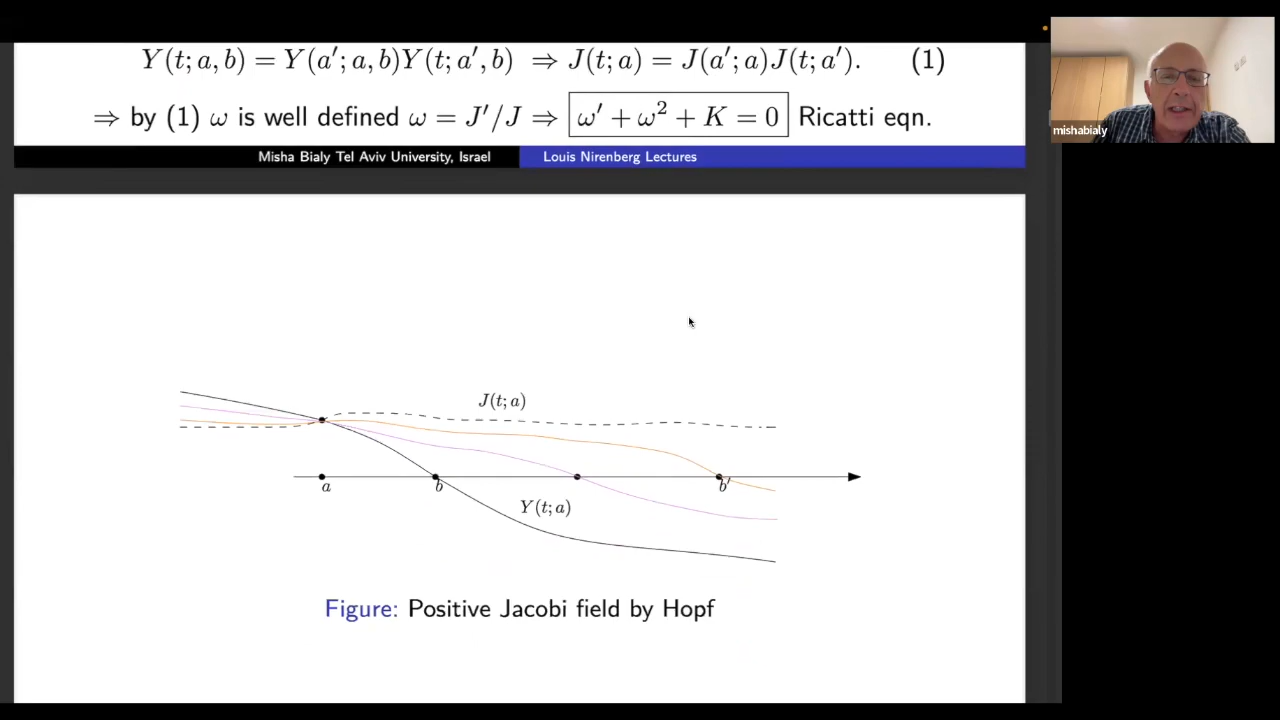 Y(t; a, b) = Y(a′; a, b)Y(t; a′, b) ⇒ J(t; a) = J(a′; a)J(t; a′). (1)
⇒ by (1) ω is well defined ω = J′/J ⇒ ω′ + ω² + K = 0 Ricatti eqn.
Misha Bialy Tel Aviv University, Israel Louis Nirenberg Lectures
mishabialy
J(t; a)
a b b′
Y(t; a)
Figure: Positive Jacobi field by Hopf